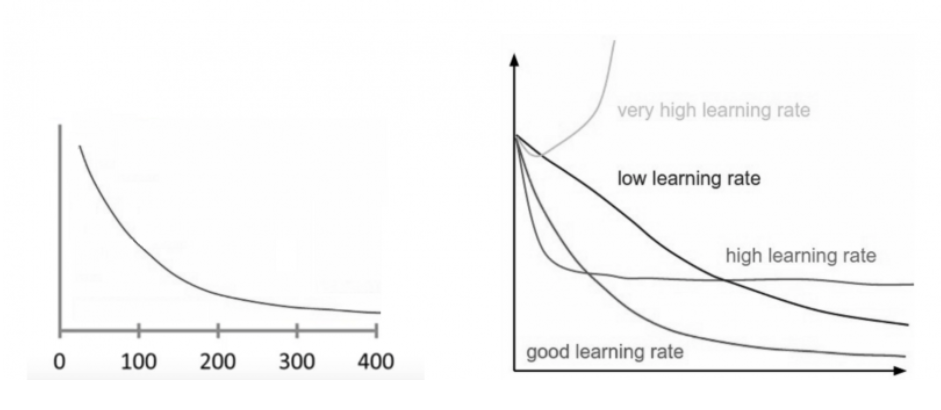 0 100 200 300 400
very high learning rate
low learning rate
high learning rate
good learning rate